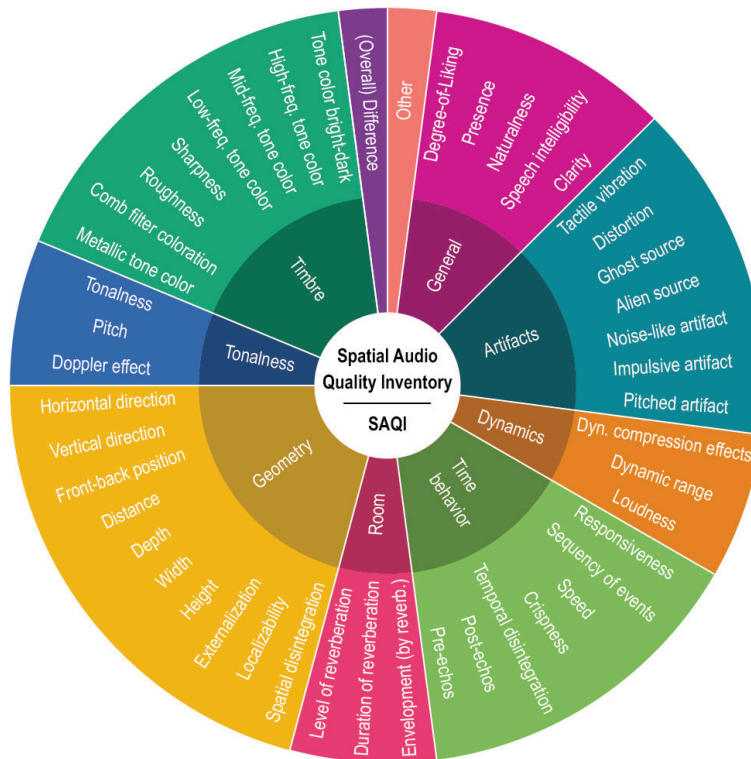 Spatial Audio
Quality Inventory
SAQI
(Overall) Difference
Other
General
Degree-of-Liking
Presence
Naturalness
Speech intelligibility
Clarity
Artifacts
Tactile vibration
Distortion
Ghost source
Alien source
Noise-like artifact
Impulsive artifact
Pitched artifact
Dynamics
Dyn. compression effects
Dynamic range
Loudness
Time
behavior
Responsiveness
Sequence of events
Speed
Crispness
Temporal disintegration
Post-echos
Pre-echos
Room
Envelopment (by reverb.)
Duration of reverberation
Level of reverberation
Geometry
Horizontal direction
Vertical direction
Front-back position
Distance
Depth
Width
Height
Externalization
Localizability
Spatial disintegration
Tonalness
Tonalness
Pitch
Doppler effect
Timbre
Tone color bright-dark
High-freq. tone color
Mid-freq. tone color
Low-freq. tone color
Sharpness
Roughness
Comb filter coloration
Metallic tone color